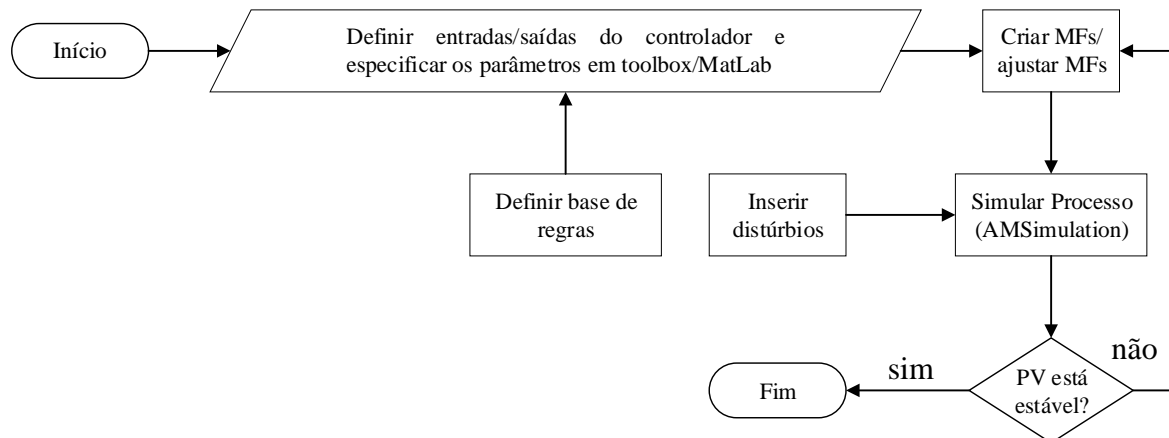 Início
Definir entradas/saídas do controlador e
especificar os parâmetros em toolbox/MatLab
Criar MFs/
ajustar MFs
Definir base de
regras
Inserir
distúrbios
Simular Processo
(AMSimulation)
Fim
sim
PV está
estável?
não